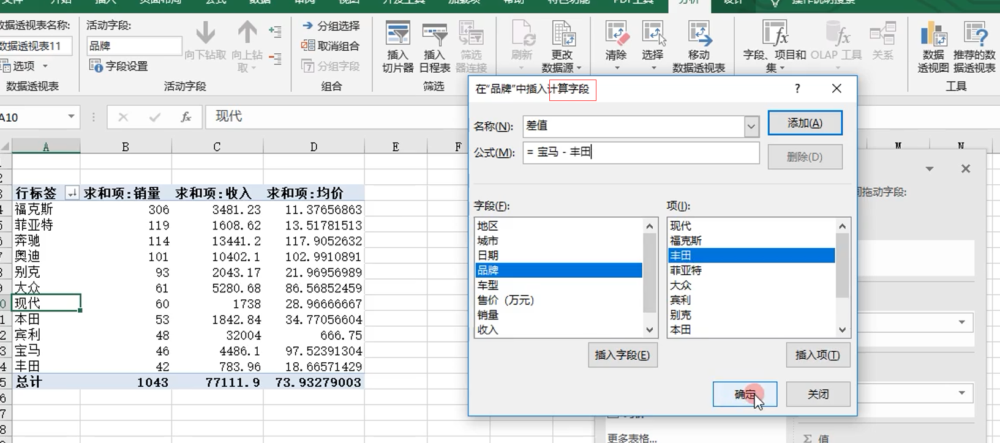 文件 开始 插入 页面布局 公式 数据 审阅 视图 开发工具 加载项 帮助 特色功能 PDF工具 分析 设计 操作说明搜索
数据透视表名称:
数据透视表11
选项
数据透视表
活动字段:
品牌
字段设置
向下钻取
向上钻取
活动字段
分组选择
取消组合
分组字段
组合
插入切片器
插入日程表
筛选器连接
筛选
刷新
更改数据源
清除
选择
移动数据透视表
字段、项目和集
OLAP 工具
关系
数据透视图
推荐的数据透视表
工具
A10
fx
现代
A B C D E F M N
行标签 求和项:销量 求和项:收入 求和项:均价
福克斯 306 3481.23 11.37656863
菲亚特 119 1608.62 13.51781513
奔驰 114 13441.2 117.9052632
奥迪 101 10402.1 102.9910891
别克 93 2043.17 21.96956989
大众 61 5280.68 86.56852459
现代 60 1738 28.96666667
本田 53 1842.84 34.77056604
宾利 48 32004 666.75
宝马 46 4486.1 97.52391304
丰田 42 783.96 18.66571429
总计 1043 77111.9 73.93279003
在“品牌”中插入计算字段
?
名称(N):
差值
添加(A)
公式(M):
= 宝马 - 丰田
删除(D)
字段(F):
地区
城市
日期
品牌
车型
售价（万元）
销量
收入
插入字段(E)
项(I):
现代
福克斯
丰田
菲亚特
大众
宾利
别克
本田
插入项(T)
确定
关闭
间拖动字段:
更多表格...
Σ 值